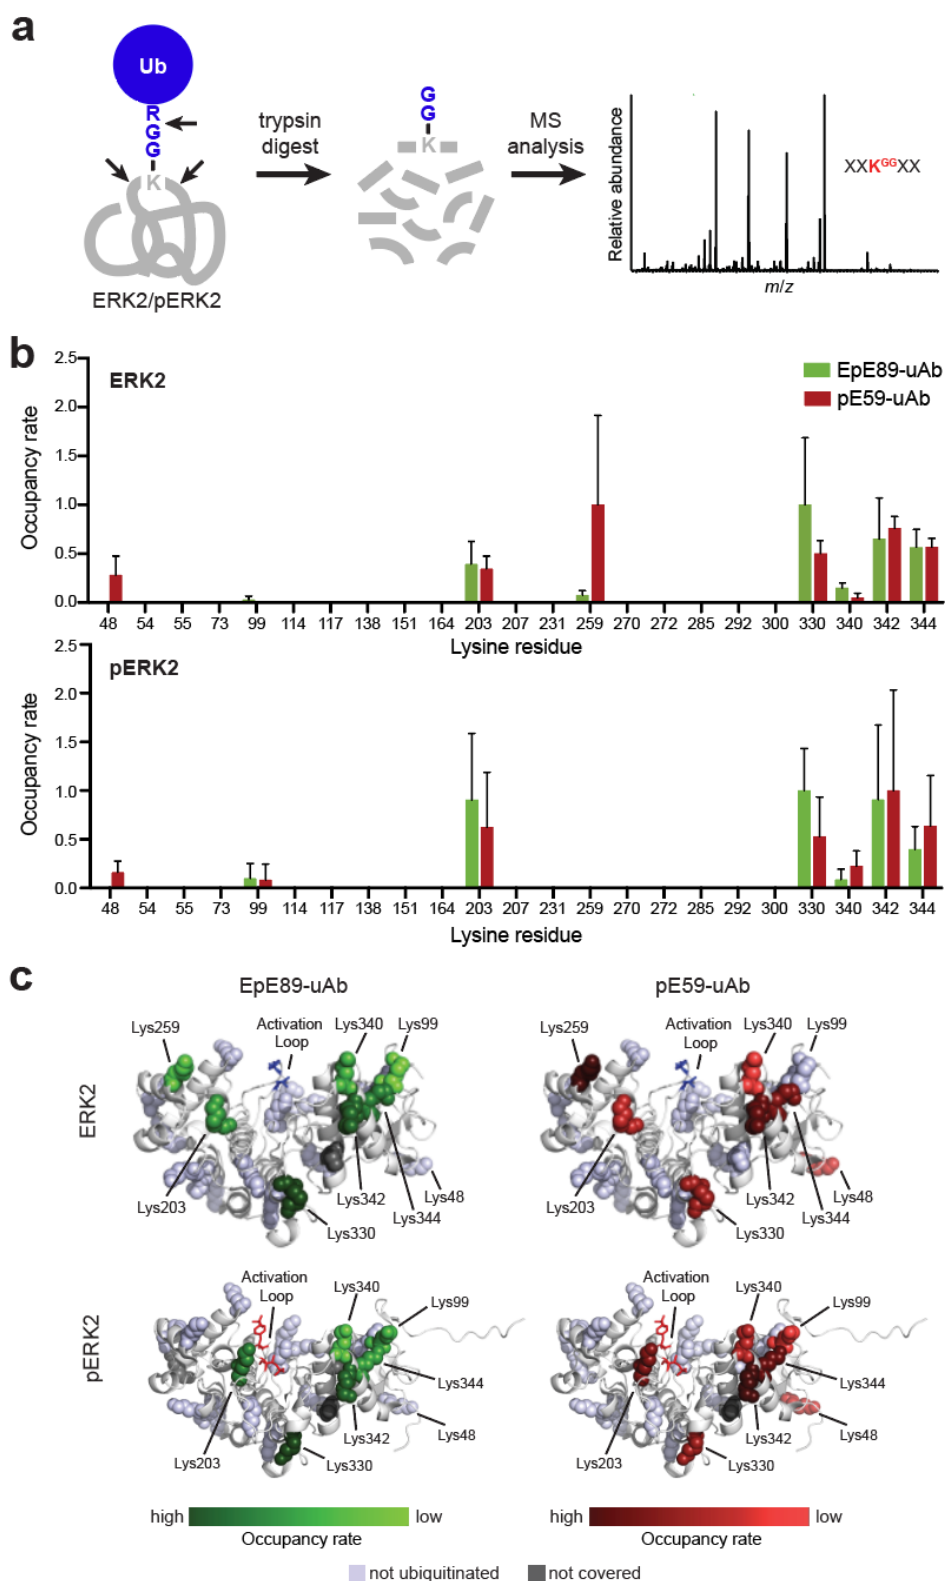 a
Ub
R
G
G
K
ERK2/pERK2
trypsin
digest
G
G
K
MS
analysis
Relative abundance
m/z
XXKGGXX
b
ERK2
EpE89-uAb
pE59-uAb
Occupancy rate
2.5
2.0
1.5
1.0
0.5
0.0
48 54 55 73 99 114 117 138 151 164 203 207 231 259 270 272 285 292 300 330 340 342 344
Lysine residue
pERK2
Occupancy rate
2.5
2.0
1.5
1.0
0.5
0.0
48 54 55 73 99 114 117 138 151 164 203 207 231 259 270 272 285 292 300 330 340 342 344
Lysine residue
c
EpE89-uAb
pE59-uAb
ERK2
Lys259
Activation
Loop
Lys340
Lys99
Lys203
Lys330
Lys342
Lys344
Lys48
Lys259
Activation
Loop
Lys340
Lys99
Lys203
Lys330
Lys342
Lys344
Lys48
pERK2
Activation
Loop
Lys340
Lys99
Lys344
Lys48
Lys342
Lys330
Lys203
Activation
Loop
Lys340
Lys99
Lys344
Lys48
Lys342
Lys330
Lys203
high low
Occupancy rate
high low
Occupancy rate
not ubiquitinated
not covered